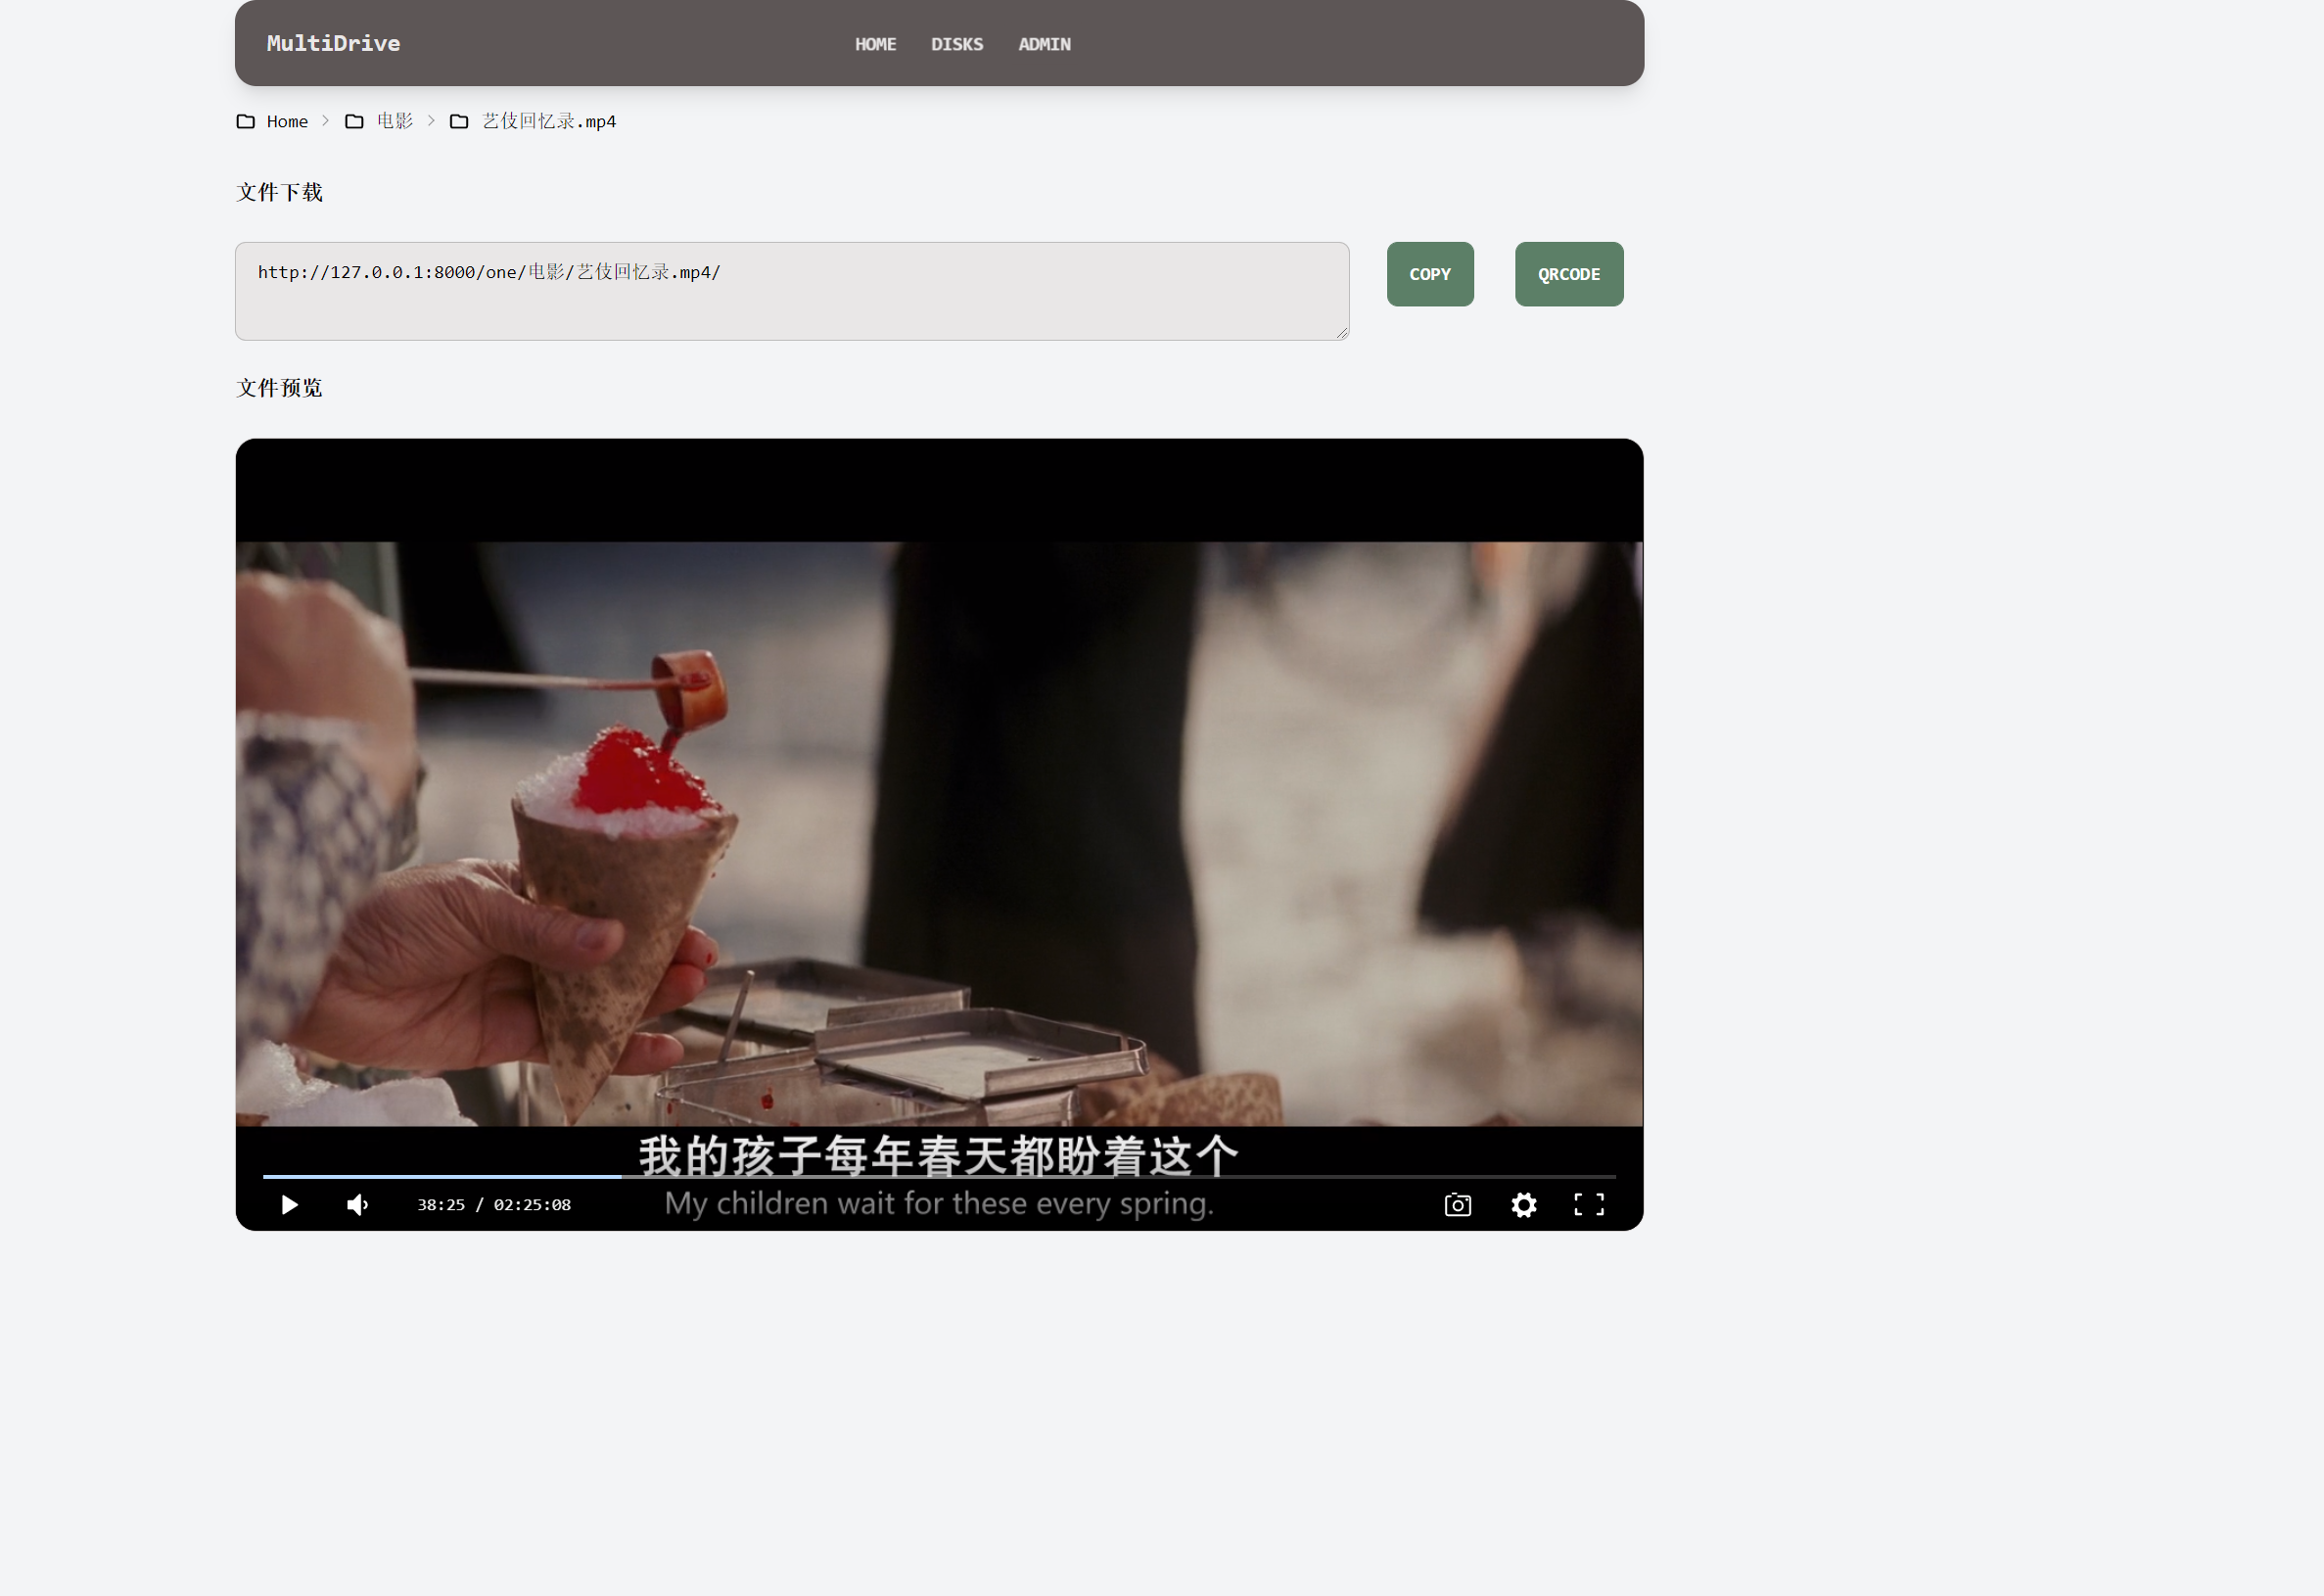 MultiDrive HOME DISKS ADMIN
Home > 电影 > 艺伎回忆录.mp4
文件下载
http://127.0.0.1:8000/one/电影/艺伎回忆录.mp4/
COPY QRCODE
文件预览
我的孩子每年春天都盼着这个
38:25 / 02:25:08
My children wait for these every spring.